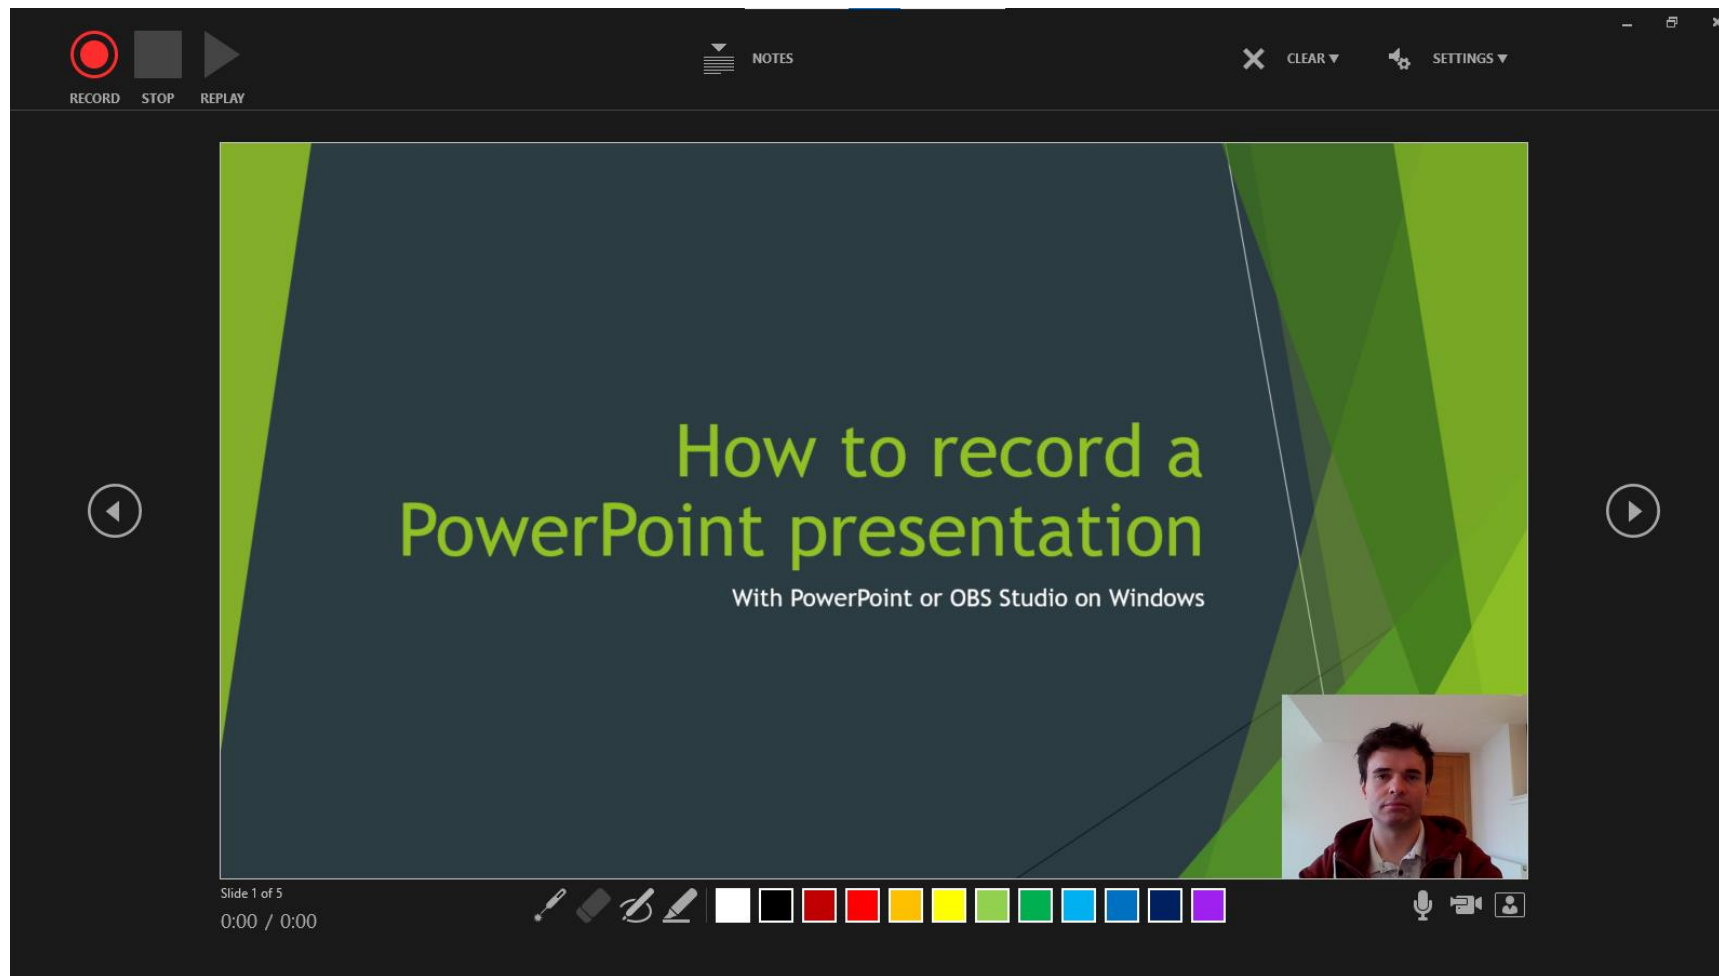 RECORD STOP REPLAY
NOTES
CLEAR
SETTINGS
How to record a
PowerPoint presentation
With PowerPoint or OBS Studio on Windows
Slide 1 of 5
0:00 / 0:00